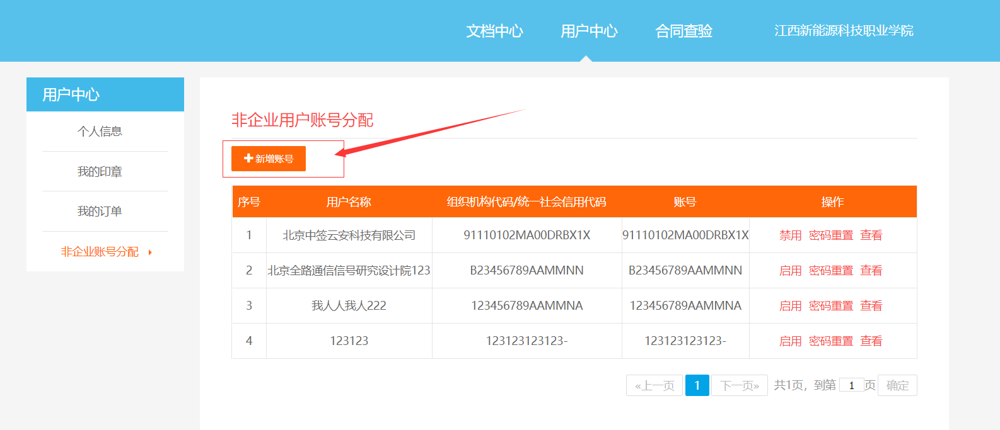 文档中心 用户中心 合同查验 江西新能源科技职业学院
用户中心
个人信息
我的印章
我的订单
非企业账号分配
非企业用户账号分配
新增账号
序号 用户名称 组织机构代码/统一社会信用代码 账号 操作
1 北京中签云安科技有限公司 91110102MA00DRBX1X 91110102MA00DRBX1X 禁用 密码重置 查看
2 北京全路通信信号研究设计院123 B23456789AAMMNN B23456789AAMMNN 启用 密码重置 查看
3 我人人我人222 123456789AAMMNA 123456789AAMMNA 启用 密码重置 查看
4 123123 123123123123- 123123123123- 启用 密码重置 查看
«上一页 1 下一页» 共1页，到第 1 页 确定